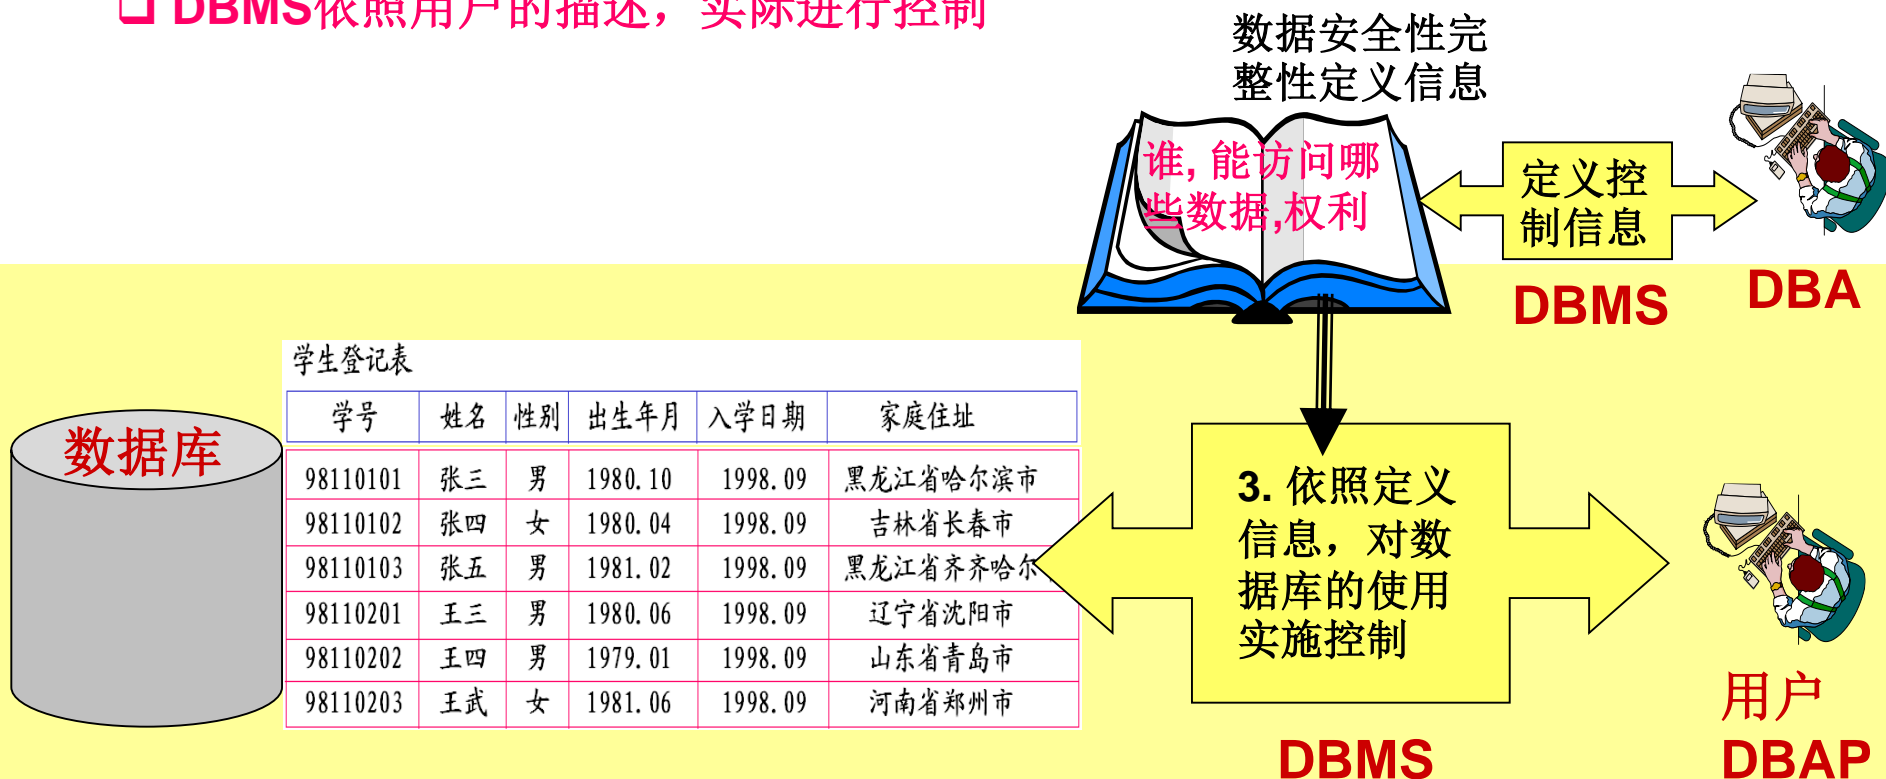 ❑ DBMS依照用户的描述，实际进行控制
数据安全性完
整性定义信息
谁, 能访问哪
些数据,权利
定义控
制信息
DBMS
DBA
学生登记表
学号 姓名 性别 出生年月 入学日期 家庭住址
98110101 张三 男 1980.10 1998.09 黑龙江省哈尔滨市
98110102 张四 女 1980.04 1998.09 吉林省长春市
98110103 张五 男 1981.02 1998.09 黑龙江省齐齐哈尔
98110201 王三 男 1980.06 1998.09 辽宁省沈阳市
98110202 王四 男 1979.01 1998.09 山东省青岛市
98110203 王武 女 1981.06 1998.09 河南省郑州市
数据库
3. 依照定义
信息，对数
据库的使用
实施控制
DBMS
用户
DBAP